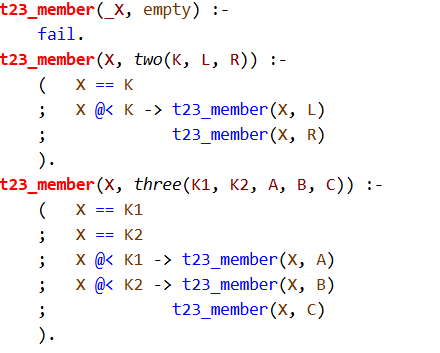 t23_member(_X, empty) :-
    fail.
t23_member(X, two(K, L, R)) :-
    (   X == K
    ;   X @< K -> t23_member(X, L)
    ;             t23_member(X, R)
    ).
t23_member(X, three(K1, K2, A, B, C)) :-
    (   X == K1
    ;   X == K2
    ;   X @< K1 -> t23_member(X, A)
    ;   X @< K2 -> t23_member(X, B)
    ;             t23_member(X, C)
    ).